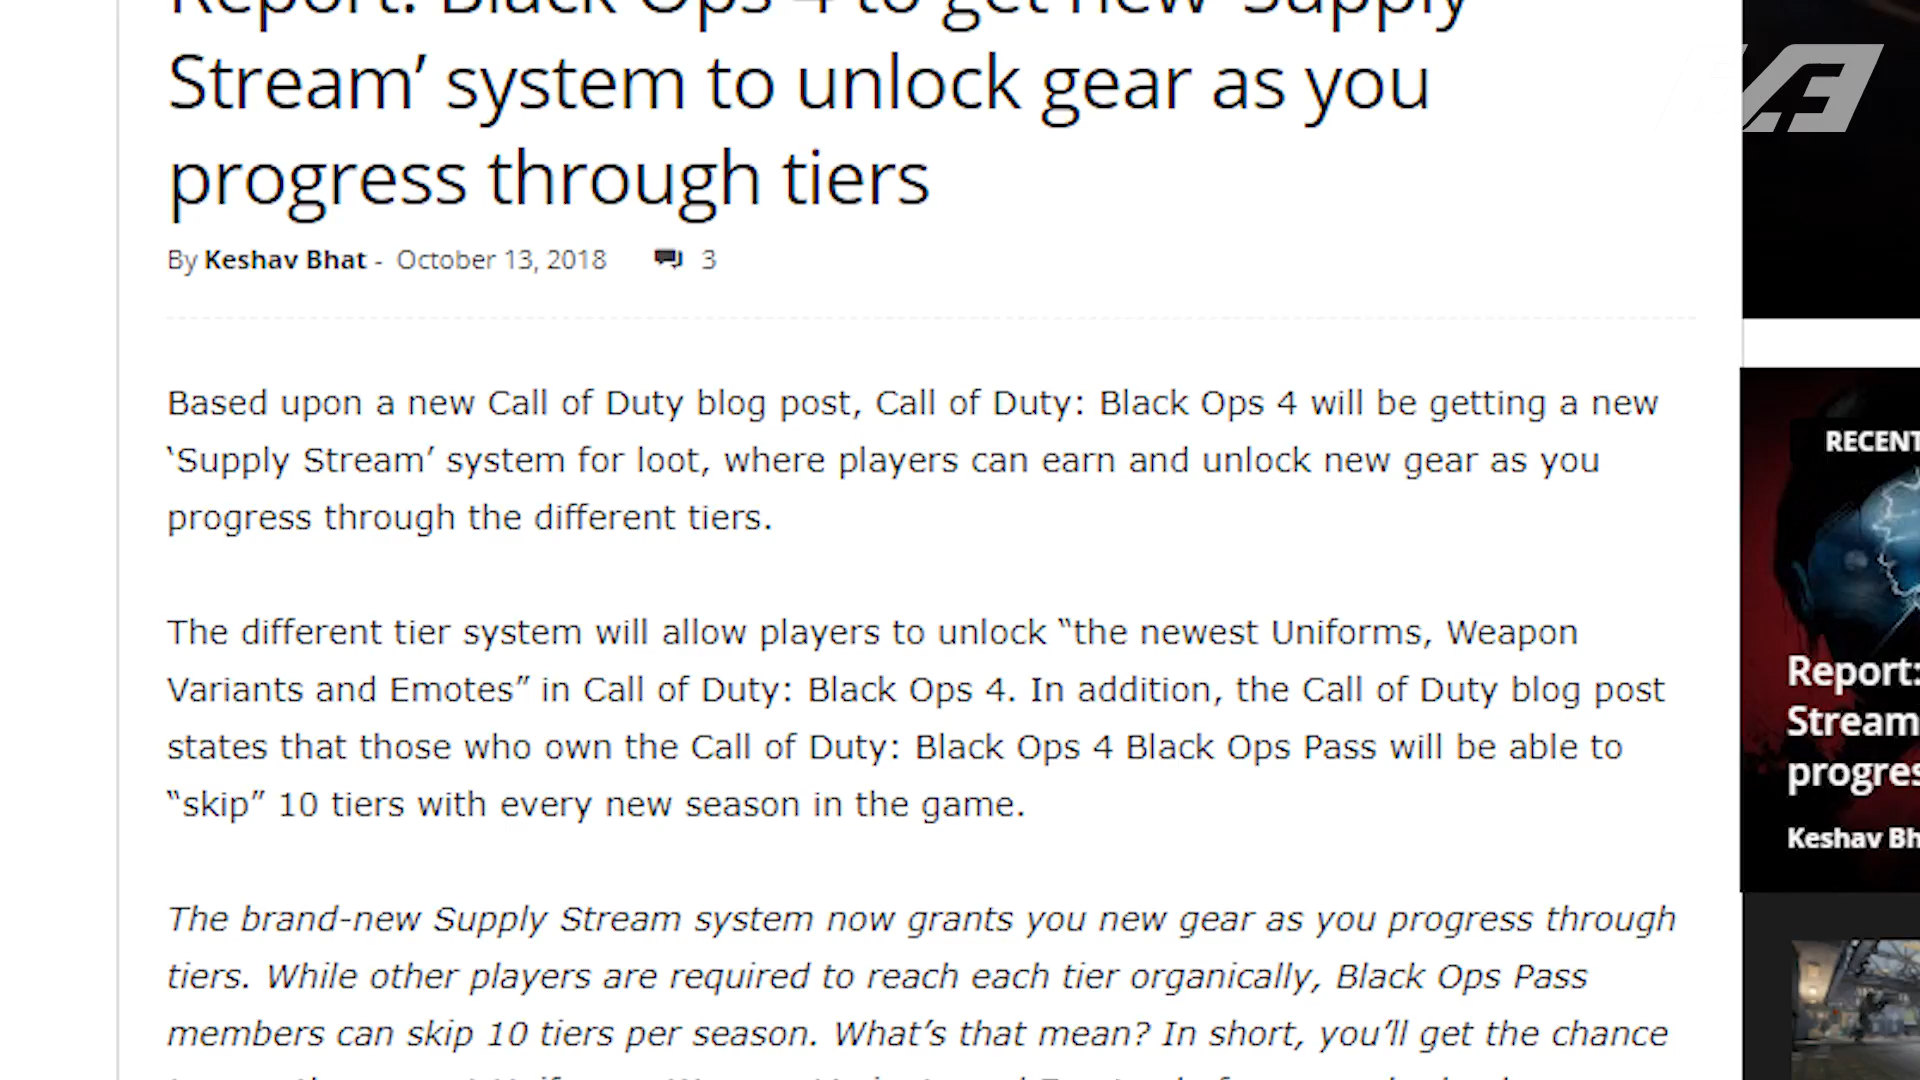 Report: Black Ops 4 to get new ‘Supply
Stream’ system to unlock gear as you
progress through tiers
By Keshav Bhat - October 13, 2018 3
Based upon a new Call of Duty blog post, Call of Duty: Black Ops 4 will be getting a new
‘Supply Stream’ system for loot, where players can earn and unlock new gear as you
progress through the different tiers.
The different tier system will allow players to unlock “the newest Uniforms, Weapon
Variants and Emotes” in Call of Duty: Black Ops 4. In addition, the Call of Duty blog post
states that those who own the Call of Duty: Black Ops 4 Black Ops Pass will be able to
“skip” 10 tiers with every new season in the game.
The brand-new Supply Stream system now grants you new gear as you progress through
tiers. While other players are required to reach each tier organically, Black Ops Pass
members can skip 10 tiers per season. What’s that mean? In short, you’ll get the chance
RECENT
Report:
Stream
progres
Keshav Bh